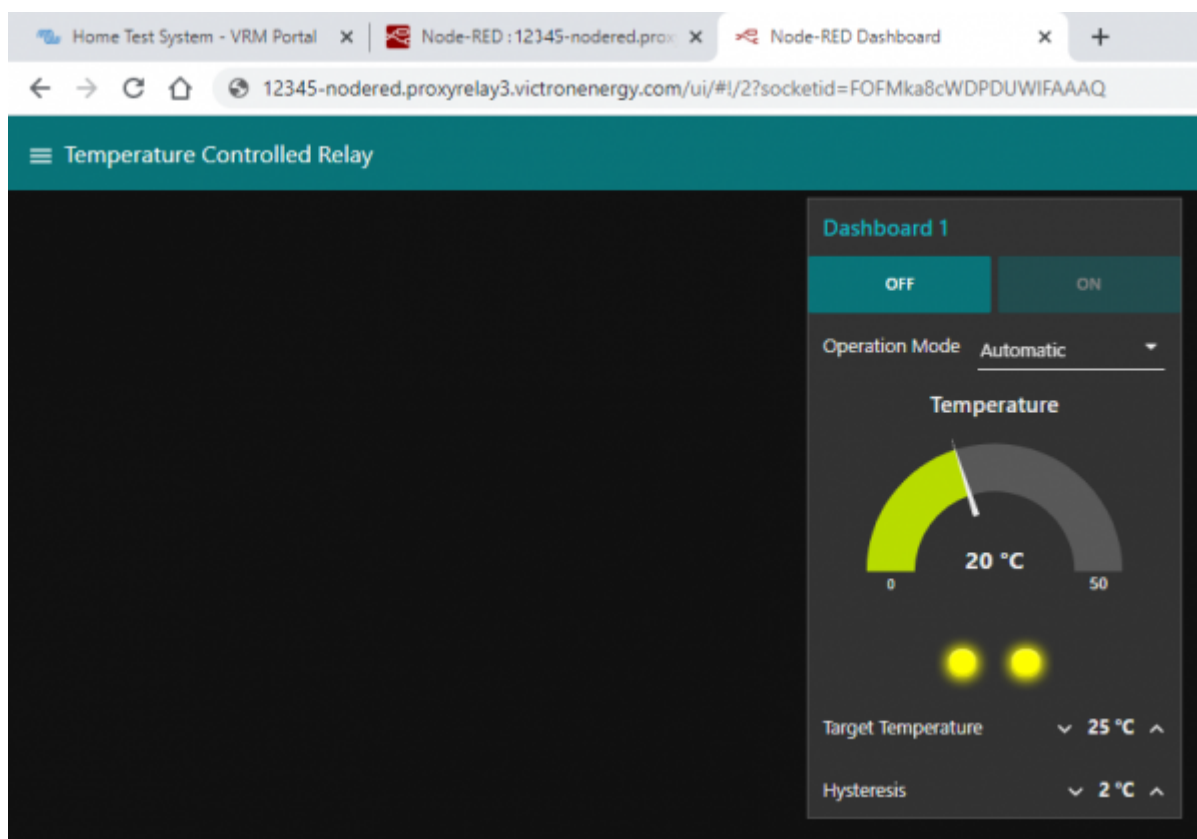 Home Test System - VRM Portal
Node-RED : 12345-nodered.prox
Node-RED Dashboard
12345-nodered.proxyrelay3.victronenergy.com/ui/#!/2?socketid=FOFMka8cWDPDUWIFAAAQ
Temperature Controlled Relay
Dashboard 1
OFF ON
Operation Mode Automatic
Temperature
20 °C
0 50
Target Temperature 25 °C
Hysteresis 2 °C